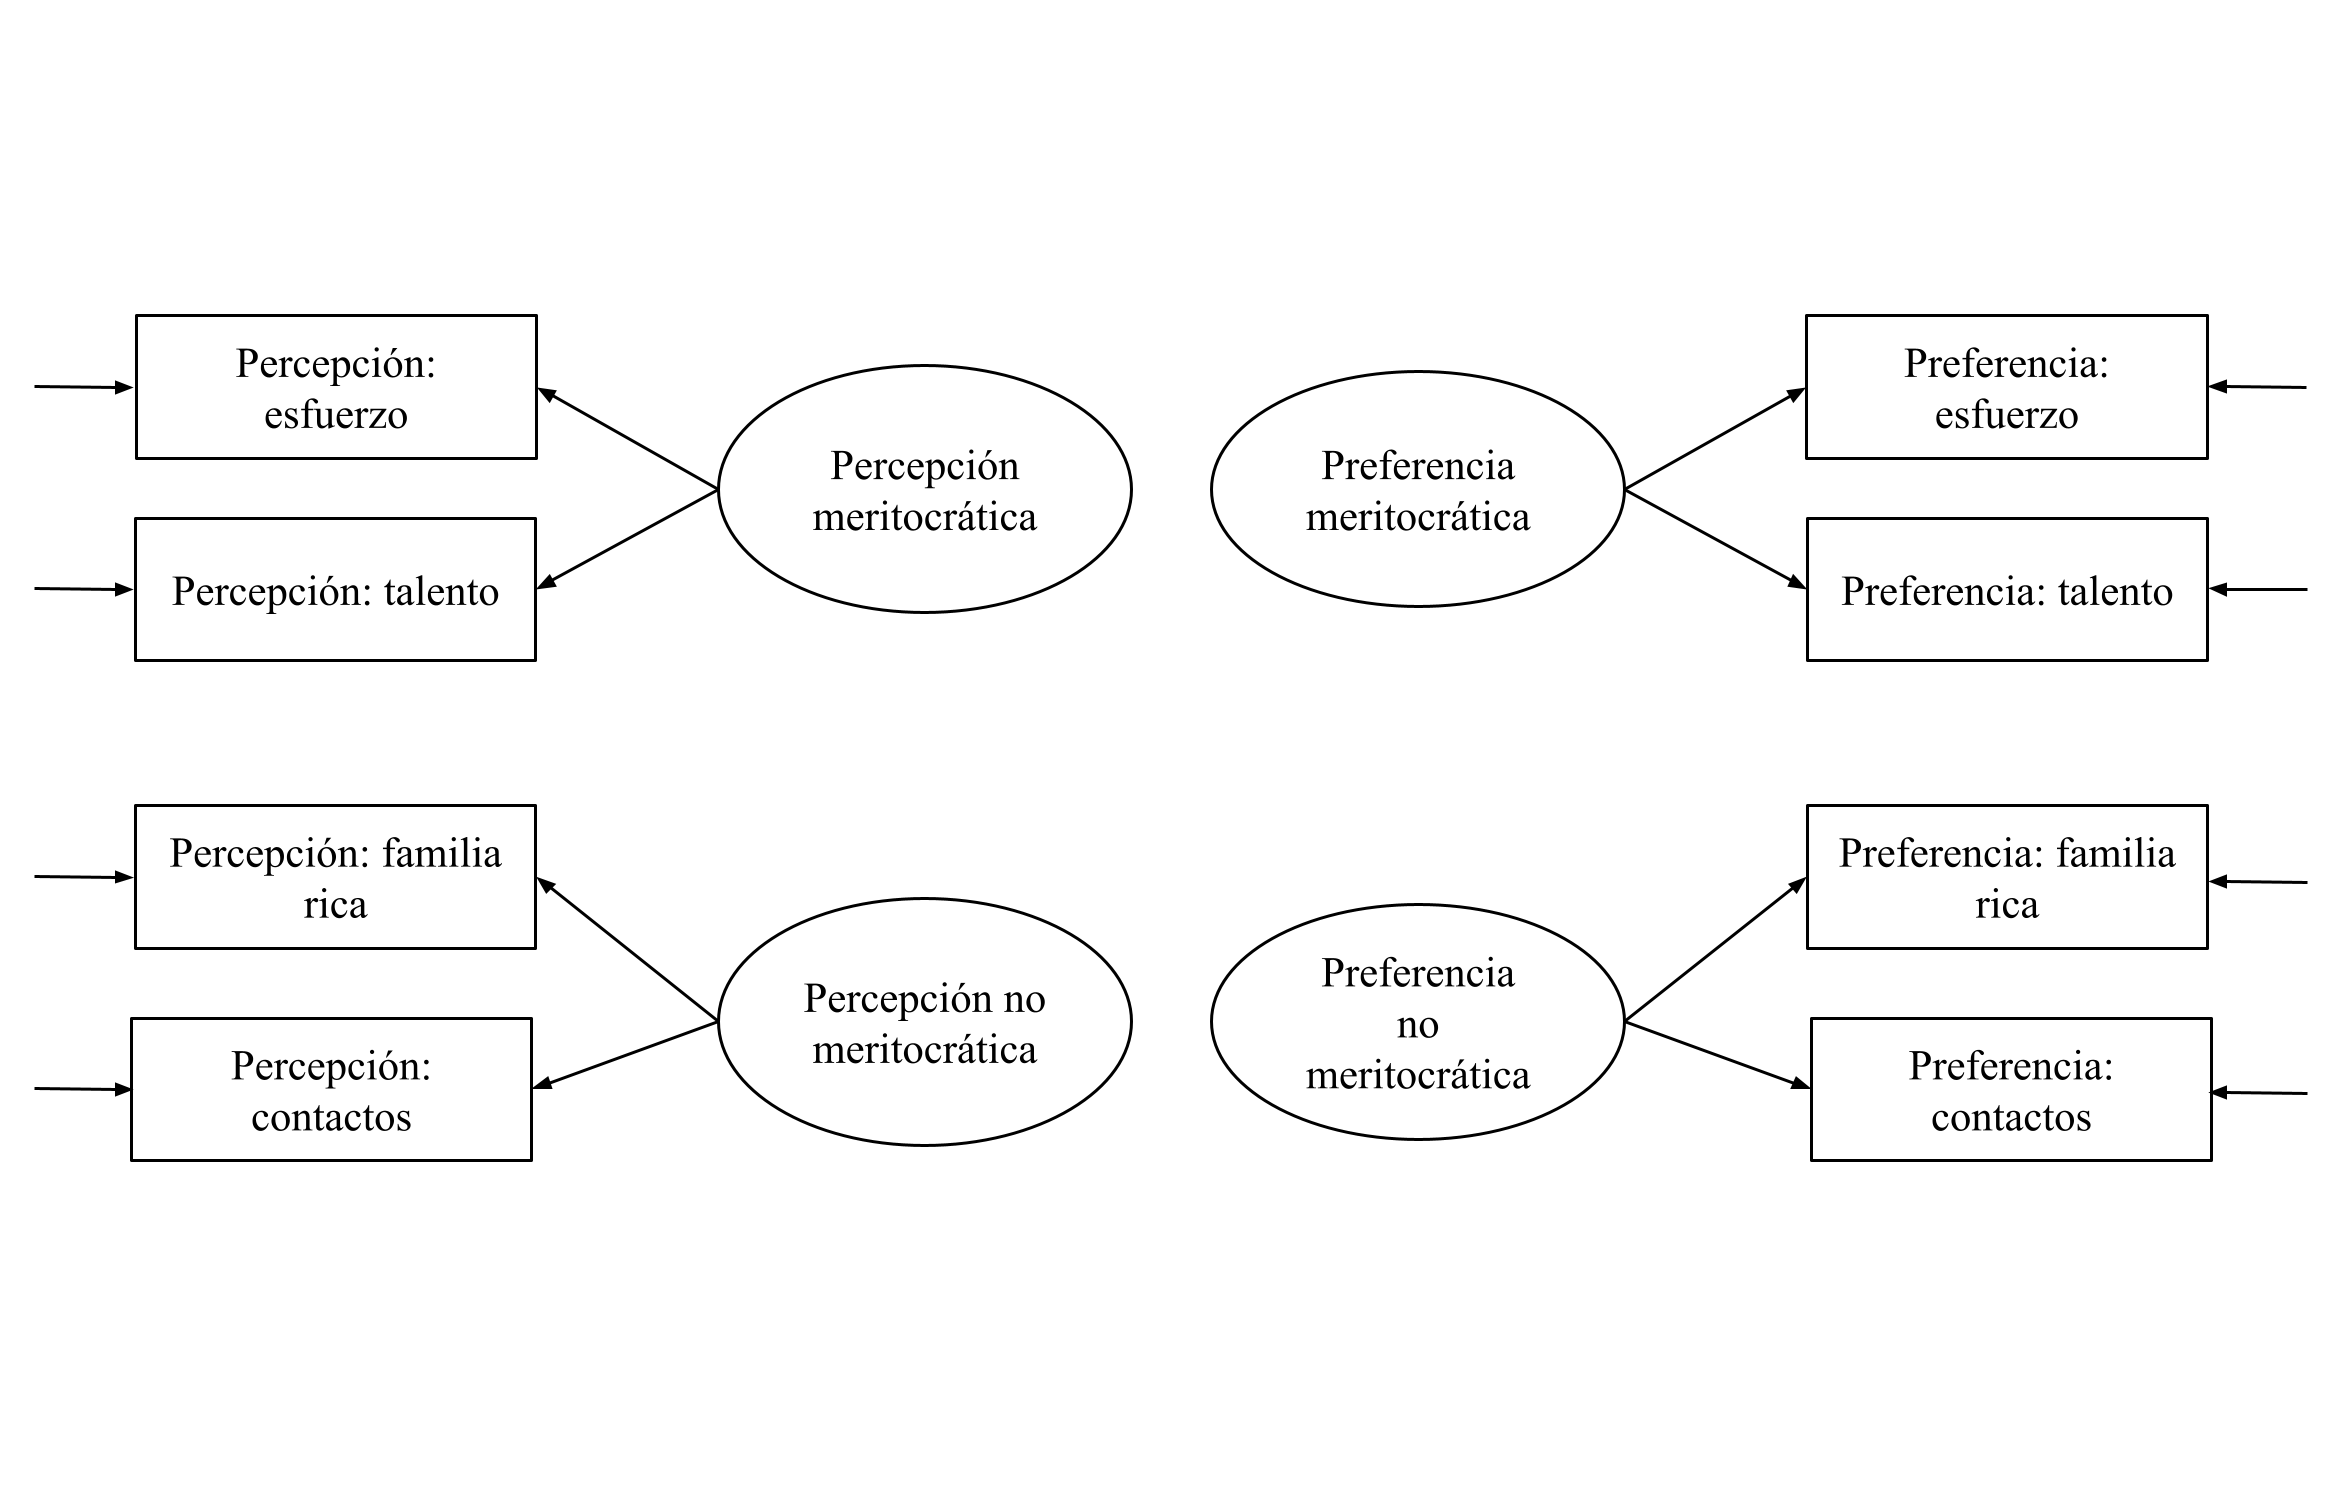 Percepción:
esfuerzo
Percepción: talento
Percepción
meritocrática
Preferencia
meritocrática
Preferencia:
esfuerzo
Preferencia: talento
Percepción: familia
rica
Percepción:
contactos
Percepción no
meritocrática
Preferencia
no
meritocrática
Preferencia: familia
rica
Preferencia:
contactos